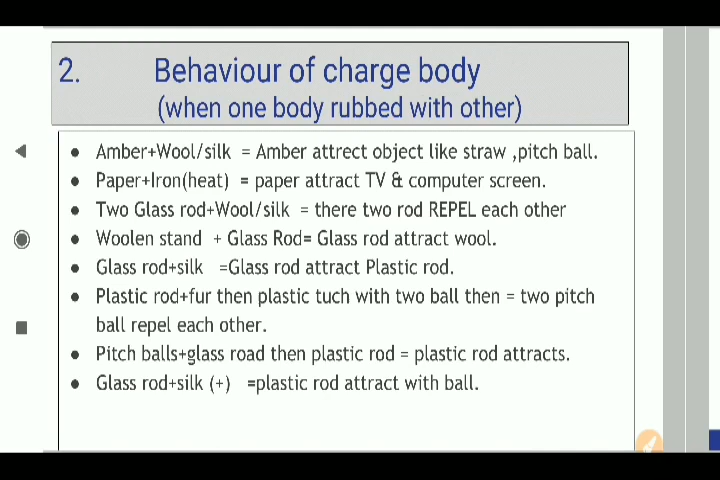 2. Behaviour of charge body
(when one body rubbed with other)
● Amber+Wool/silk = Amber attrect object like straw ,pitch ball.
● Paper+Iron(heat) = paper attract TV & computer screen.
● Two Glass rod+Wool/silk = there two rod REPEL each other
● Woolen stand + Glass Rod= Glass rod attract wool.
● Glass rod+silk =Glass rod attract Plastic rod.
● Plastic rod+fur then plastic tuch with two ball then = two pitch
ball repel each other.
● Pitch balls+glass road then plastic rod = plastic rod attracts.
● Glass rod+silk (+) =plastic rod attract with ball.